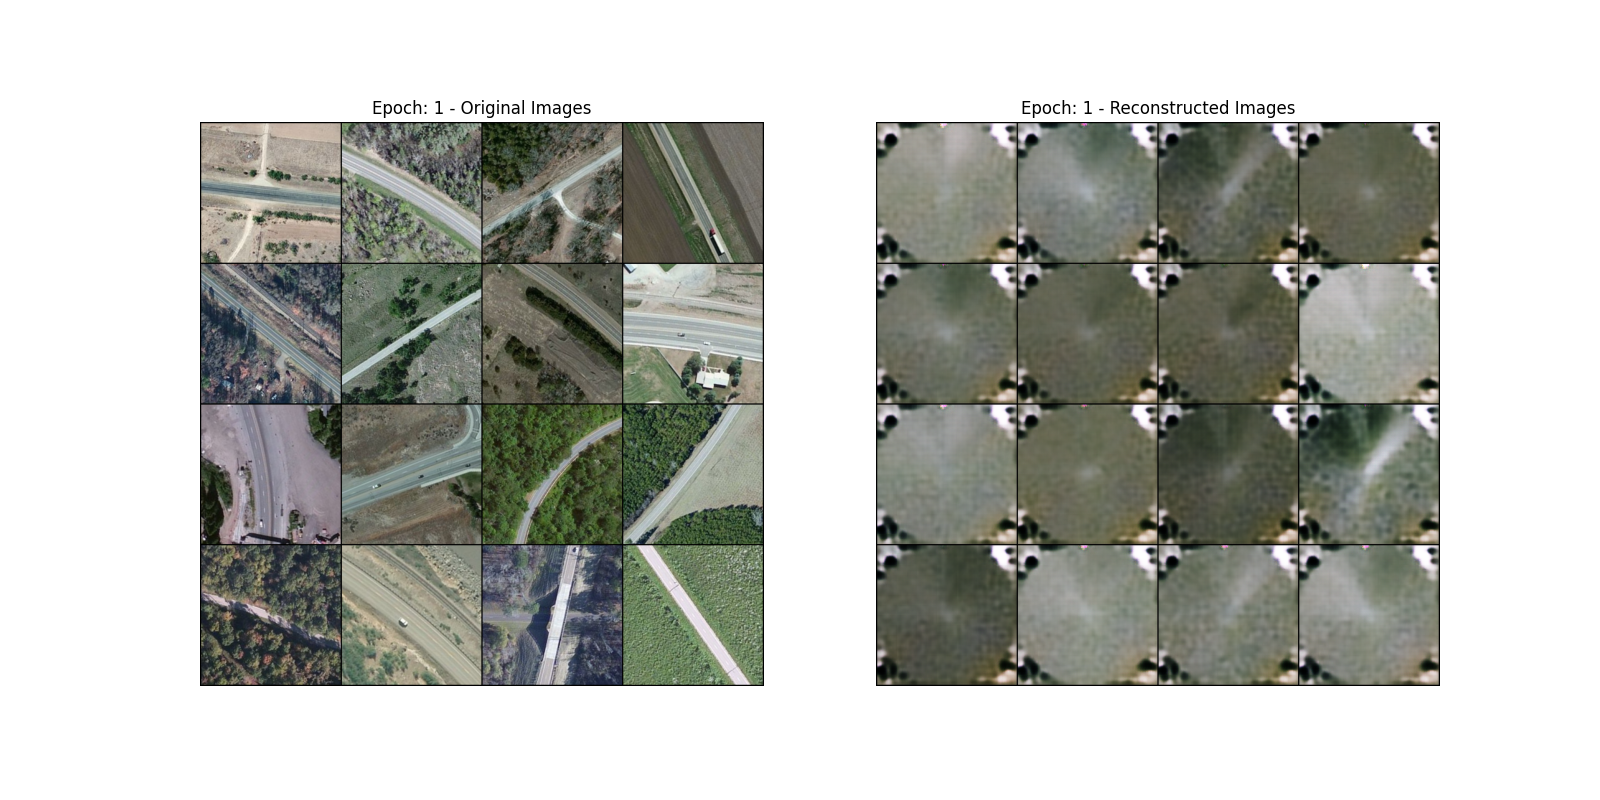 Epoch: 1 - Original Images
Epoch: 1 - Reconstructed Images